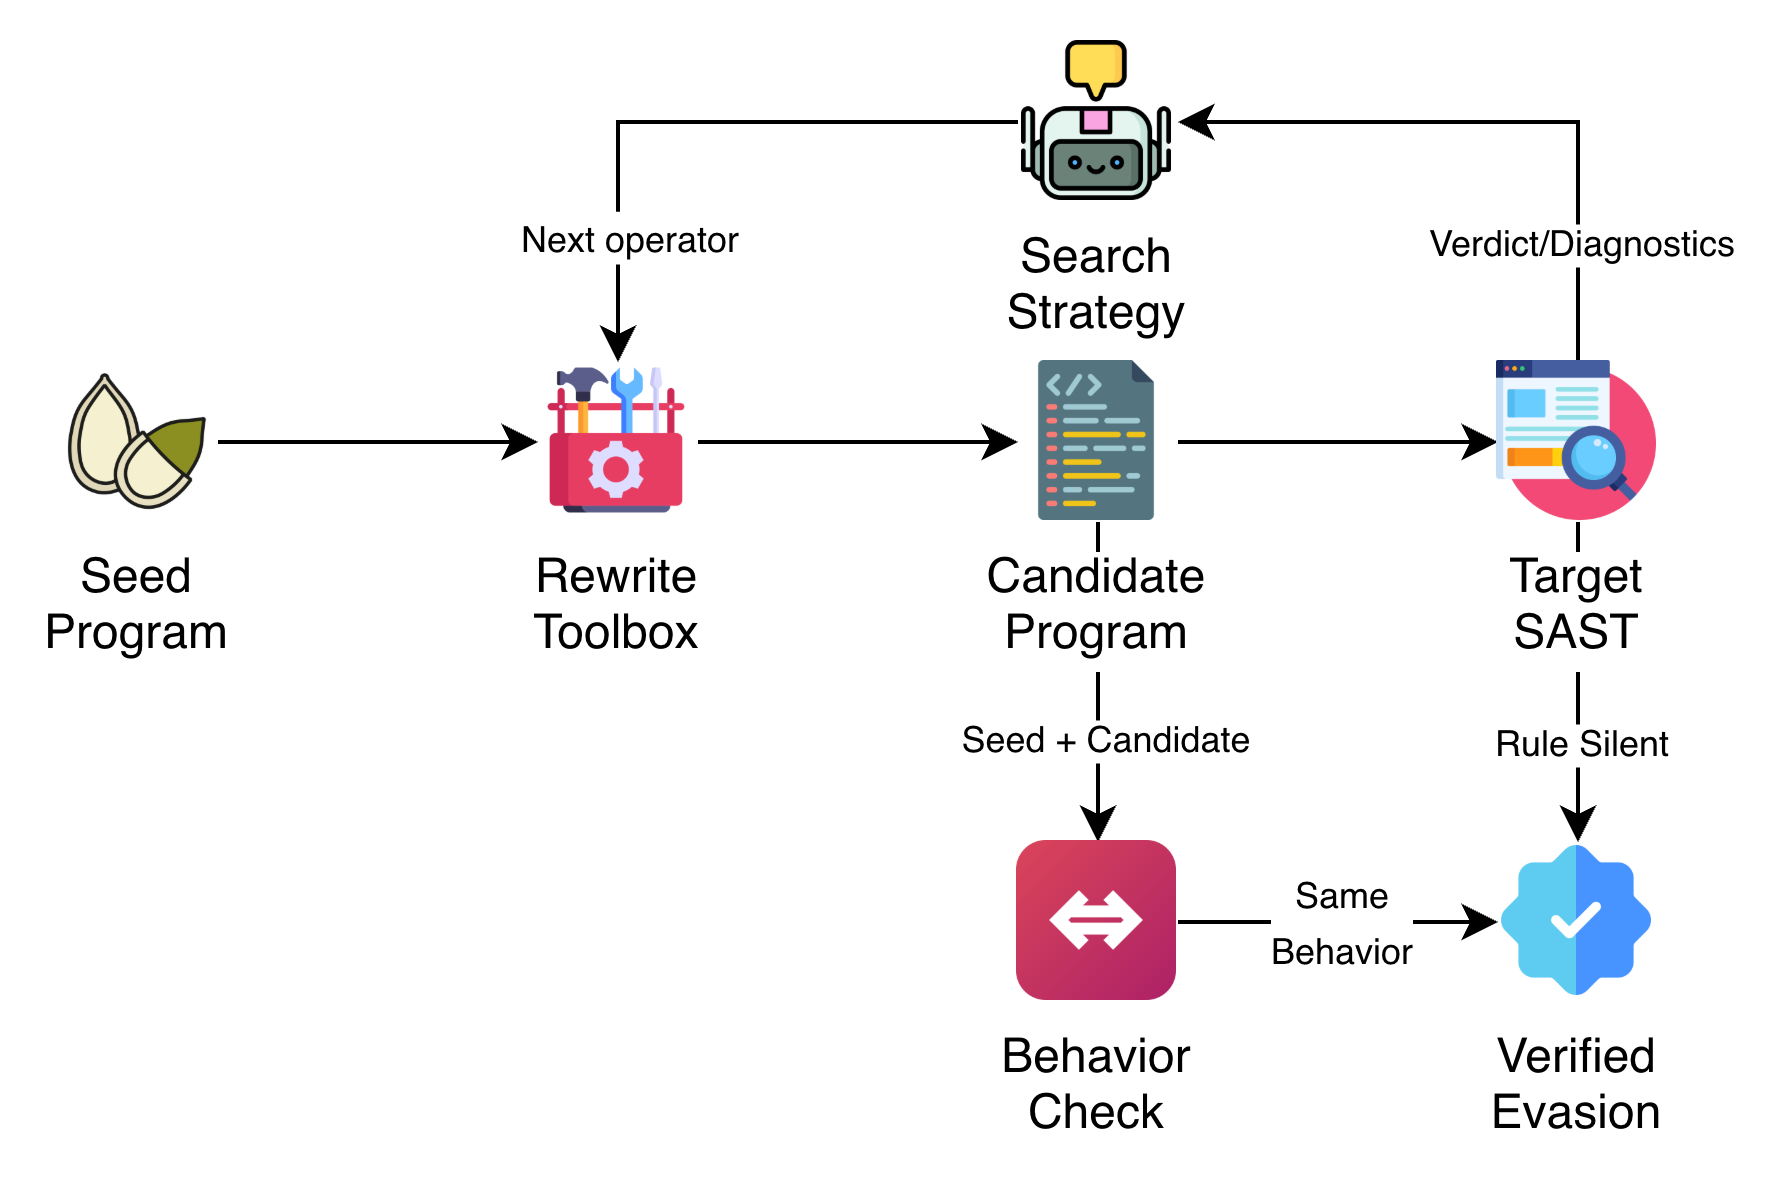 Next operator
Search
Strategy
Verdict/Diagnostics
</>
Seed
Program
Rewrite
Toolbox
Candidate
Program
Target
SAST
Seed + Candidate
Rule Silent
Same
Behavior
Behavior
Check
Verified
Evasion